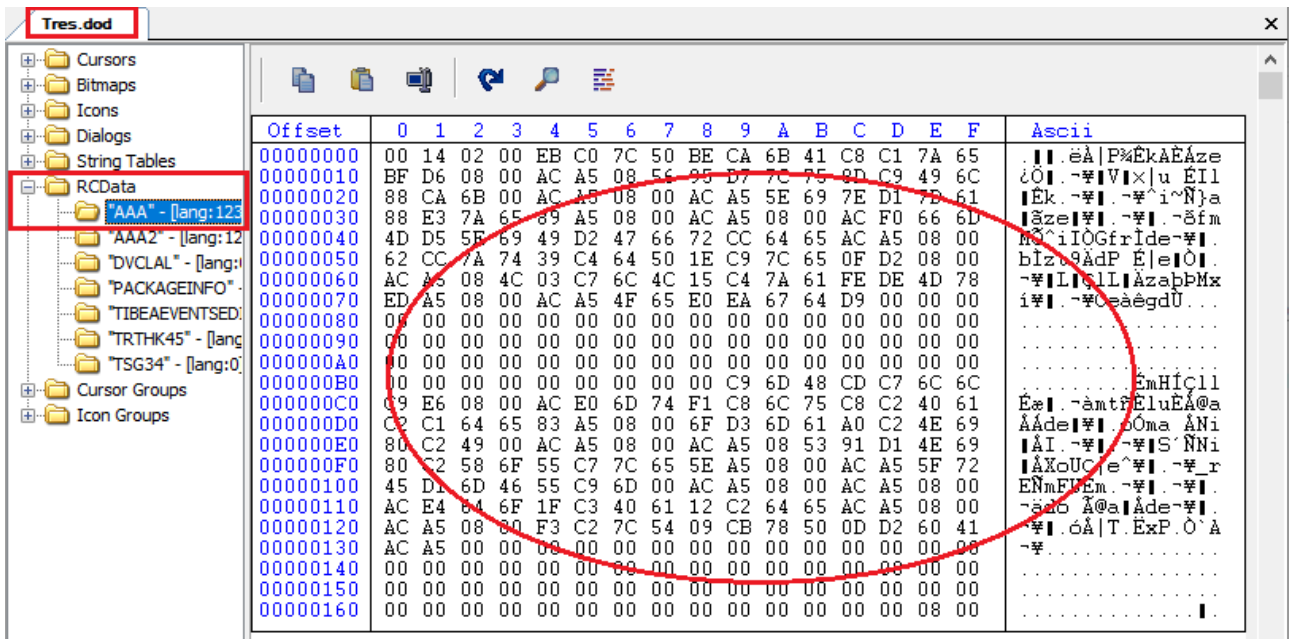 Tres.dod
Cursors
Bitmaps
Icons
Dialogs
String Tables
RCData
"AAA" - [lang:123
"AAA2" - [lang:12
"DVCLAL" - [lang:
"PACKAGEINFO" -
"TIBEAEVENTSED
"TRTHK45" - [lang
"TSG34" - [lang:0]
Cursor Groups
Icon Groups
Offset 0 1 2 3 4 5 6 7 8 9 A B C D E F Ascii
00000000 00 14 02 00 EB C0 7C 50 BE CA 6B 41 C8 C1 7A 65 ëÀ|P¾ÊkAÈÁze
00000010 BF D6 08 00 AC A5 08 56 95 D7 7C 75 8D C9 49 6C
00000020 88 CA 6B 00 AC A5 08 00 AC A5 5E 69 7E D1 7D 61
00000030 88 E3 7A 65 89 A5 08 00 AC A5 08 00 AC F0 66 6D
00000040 4D D5 5E 69 49 D2 47 66 72 CC 64 65 AC A5 08 00
00000050 62 CC 7A 74 39 C4 64 50 1E C9 7C 65 0F D2 08 00
00000060 AC A5 08 4C 03 C7 6C 4C 15 C4 7A 61 FE DE 4D 78
00000070 ED A5 08 00 AC A5 4F 65 E0 EA 67 64 D9 00 00 00
00000080 00 00 00 00 00 00 00 00 00 00 00 00 00 00 00 00 ................
00000090 00 00 00 00 00 00 00 00 00 00 00 00 00 00 00 00 ................
000000A0 00 00 00 00 00 00 00 00 00 00 00 00 00 00 00 00 ................
000000B0 00 00 00 00 00 00 00 00 00 C9 6D 48 CD C7 6C 6C ..........ÉmHÍÇll
000000C0 C9 E6 08 00 AC E0 6D 74 F1 C8 6C 75 C8 C2 40 61
000000D0 C2 C1 64 65 83 A5 08 00 6F D3 6D 61 A0 C2 4E 69
000000E0 80 C2 49 00 AC A5 08 00 AC A5 08 53 91 D1 4E 69
000000F0 80 C2 58 6F 55 C7 7C 65 5E A5 08 00 AC A5 5F 72
00000100 45 D1 6D 46 55 C9 6D 00 AC A5 08 00 AC A5 08 00
00000110 AC E4 64 6F 1F C3 40 61 12 C2 64 65 AC A5 08 00
00000120 AC A5 08 00 F3 C2 7C 54 09 CB 78 50 0D D2 60 41
00000130 AC A5 00 00 00 00 00 00 00 00 00 00 00 00 00 00 ¬¥..............
00000140 00 00 00 00 00 00 00 00 00 00 00 00 00 00 00 00 ................
00000150 00 00 00 00 00 00 00 00 00 00 00 00 00 00 00 00 ................
00000160 00 00 00 00 00 00 00 00 00 00 00 00 00 00 08 00